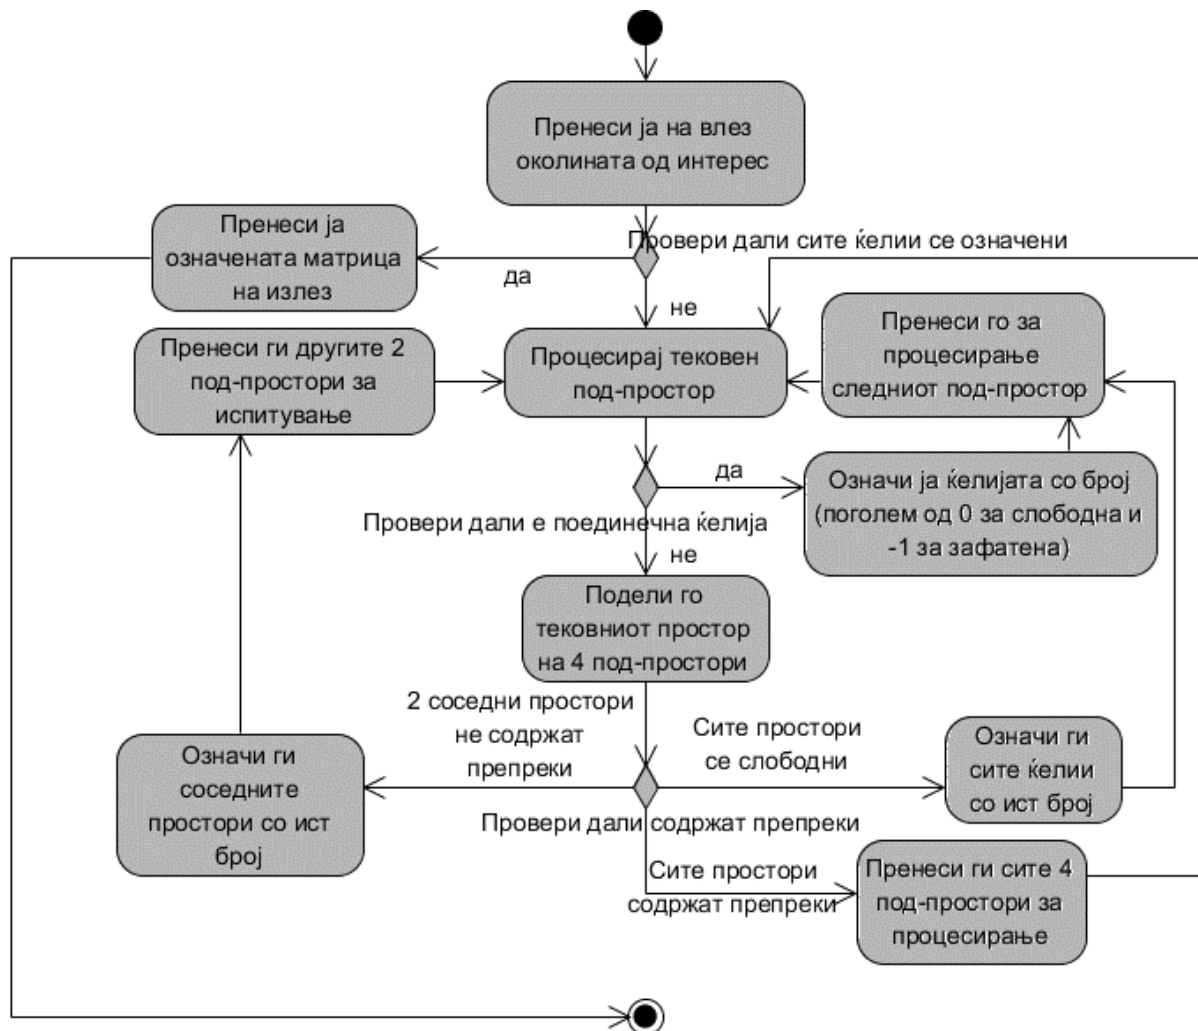 Пренеси ја на влез
околината од интерес
Пренеси ја
означената матрица
на излез
Провери дали сите ќелии се означени
да
не
Пренеси ги другите 2
под-простори за
испитување
Процесирај тековен
под-простор
Пренеси го за
процесирање
следниот под-простор
да
Означи ја ќелијата со број
(поголем од 0 за слободна и
-1 за зафатена)
Провери дали е поединечна ќелија
не
Подели го
тековниот простор
на 4 под-простори
2 соседни простори
не содржат
препреки
Сите простори
се слободни
Означи ги
соседните
простори со ист
број
Означи ги
сите ќелии
со ист број
Провери дали содржат препреки
Сите простори
содржат препреки
Пренеси ги сите 4
под-простори за
процесирање